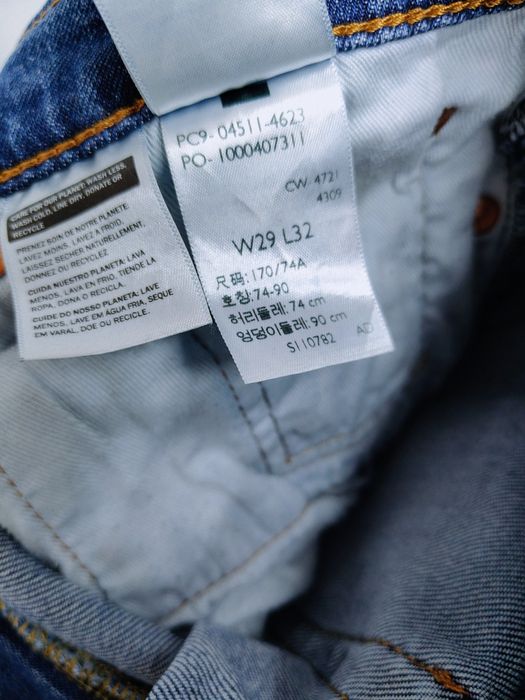 CARE FOR OUR PLANET: WASH LESS,
WASH COLD, LINE DRY, DONATE OR
RECYCLE
PRENEZ SOIN DE NOTRE PLANETE
LAVEZ MOINS, LAVEZ A FROID,
LAISSEZ SECHER NATURELLEMENT,
DONNEZ OU RECYCLEZ
CUIDA NUESTRO PLANETA: LAVA
MENOS, LAVA EN FRIO, TIENDE LA
ROPA, DONA O RECICLA.
CUIDE DO NOSSO PLANETA: LAVE
MENOS, LAVE EM ÁGUA FRIA, SEQUE
EM VARAL, DOE OU RECICLE.
PC9- 04511-4623
PO- 1000407311
CW 4721
4309
W29 L32
尺码: 170/74A
호칭: 74-90
허리둘레: 74 cm
엉덩이둘레: 90 cm
S110782 AD